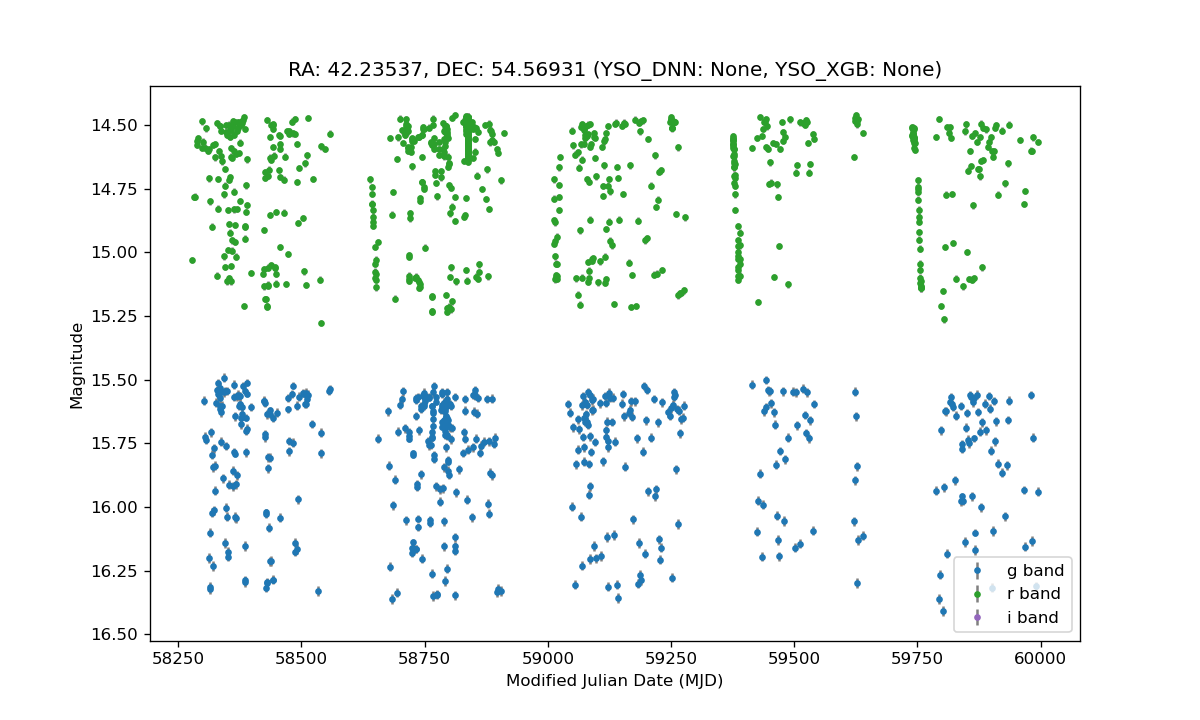 RA: 42.23537, DEC: 54.56931 (YSO_DNN: None, YSO_XGB: None)
Magnitude
14.50
14.75
15.00
15.25
15.50
15.75
16.00
16.25
16.50
g band
r band
i band
58250 58500 58750 59000 59250 59500 59750 60000
Modified Julian Date (MJD)